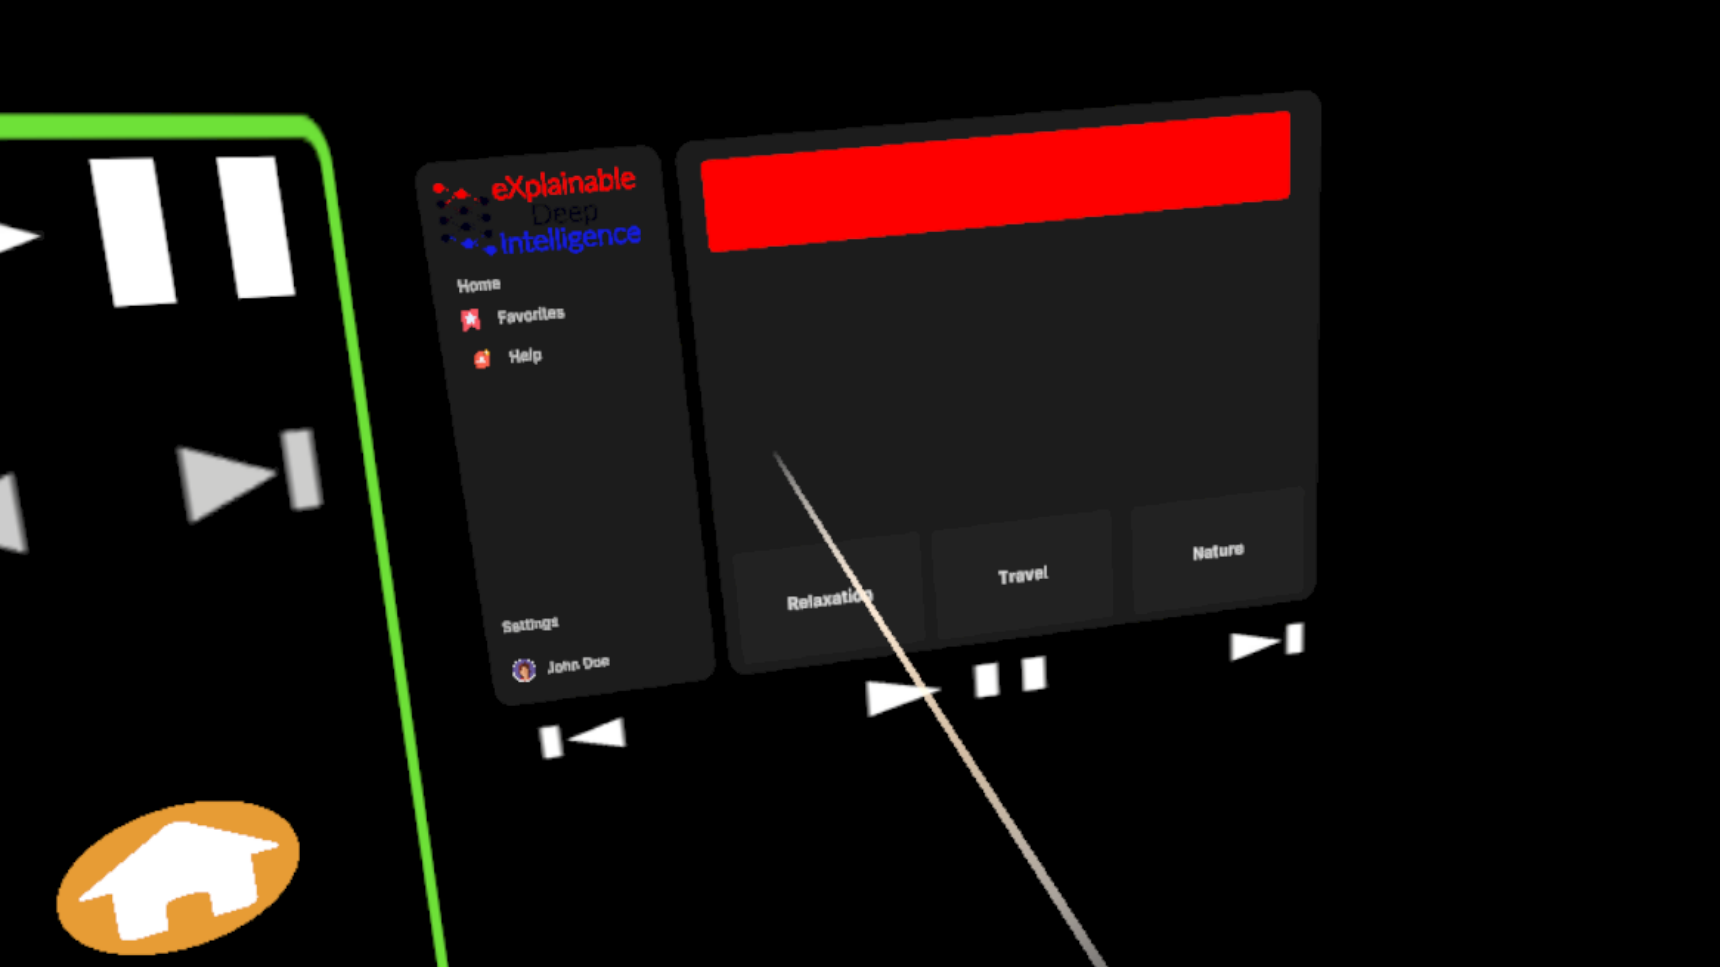 eXplainable
Deep
Intelligence
Home
Favorites
Help
Settings
John Doe
Relaxation
Travel
Nature